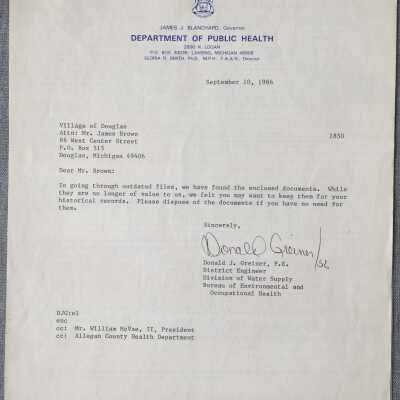 JAMES J. BLANCHARD, Governor
DEPARTMENT OF PUBLIC HEALTH
3500 N. LOGAN
P.O. BOX 30035, LANSING, MICHIGAN 48909
GLORIA R. SMITH, Ph.D., M.P.H., F.A.A.N., Director
September 10, 1986
Village of Douglas
Attn: Mr. James Brown
86 West Center Street
P.O. Box 315
Douglas, Michigan 49406
1850
Dear Mr. Brown:
In going through outdated files, we have found the enclosed documents. While
they are no longer of value to us, we felt you may want to keep them for your
historical records. Please dispose of the documents if you have no need for
them.
Sincerely,
Donald Greiner/
Donald J. Greiner, P.E.
District Engineer
Division of Water Supply
Bureau of Environmental and
Occupational Health
DJG:
enc
cc: Mr. William McVae, II, President
cc: Allegan County Health Department